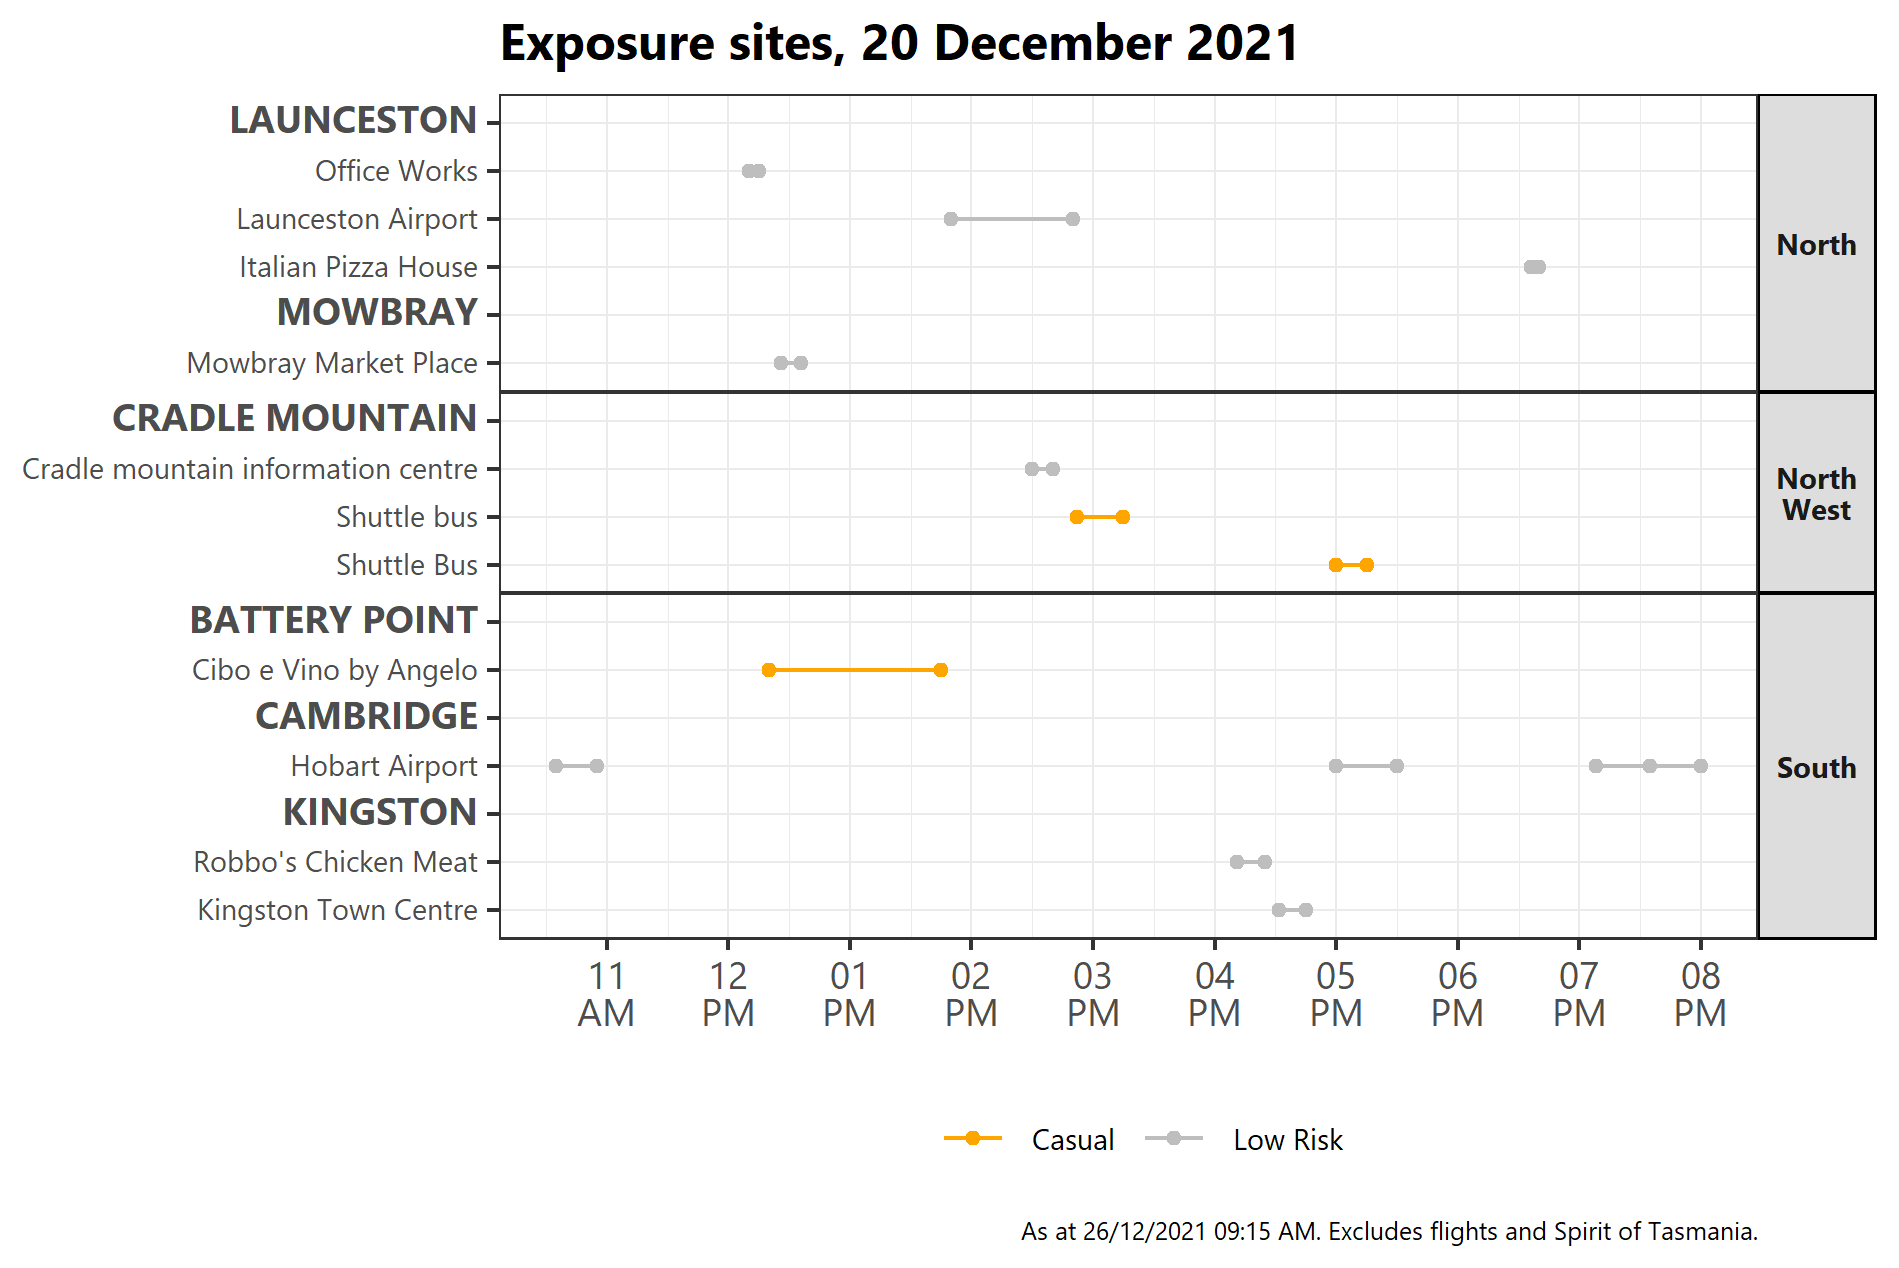 Exposure sites, 20 December 2021
LAUNCESTON
Office Works
Launceston Airport
Italian Pizza House
MOWBRAY
Mowbray Market Place
North
CRADLE MOUNTAIN
Cradle mountain information centre
Shuttle bus
Shuttle Bus
North
West
BATTERY POINT
Cibo e Vino by Angelo
CAMBRIDGE
Hobart Airport
KINGSTON
Robbo's Chicken Meat
Kingston Town Centre
South
11 12 01 02 03 04 05 06 07 08
AM PM PM PM PM PM PM PM PM PM
Casual Low Risk
As at 26/12/2021 09:15 AM. Excludes flights and Spirit of Tasmania.